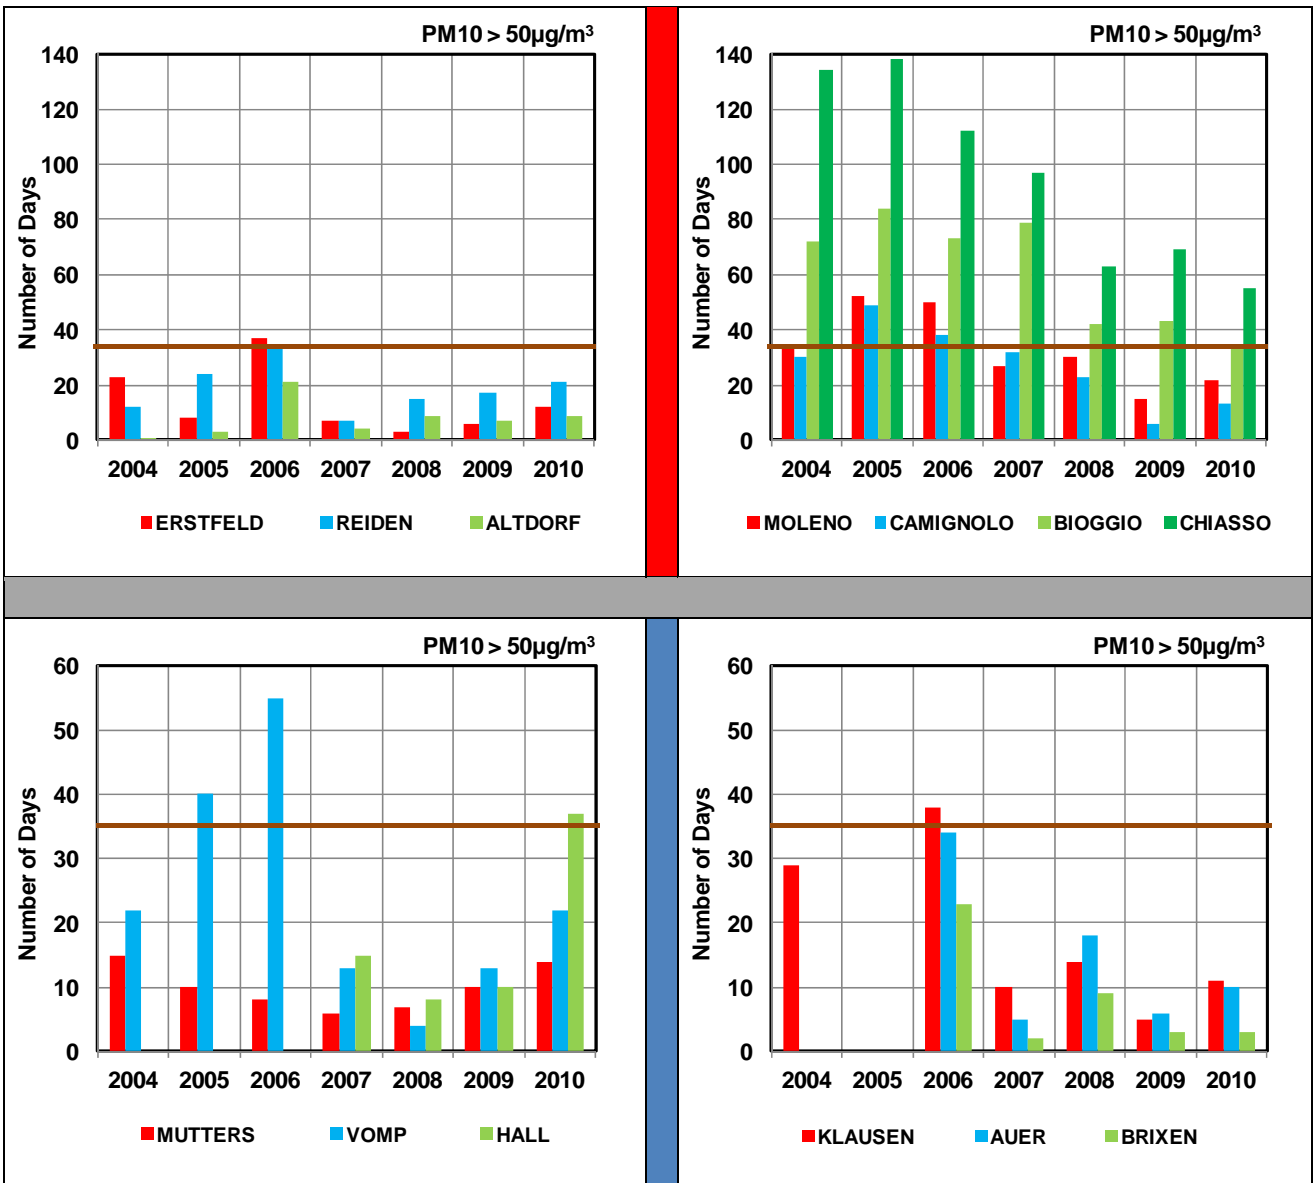 PM10 > 50µg/m³
Number of Days
140
120
100
80
60
40
20
0
2004 2005 2006 2007 2008 2009 2010
ERSTFELD REIDEN ALTDORF
PM10 > 50µg/m³
Number of Days
140
120
100
80
60
40
20
0
2004 2005 2006 2007 2008 2009 2010
MOLENO CAMIGNOLO BIOGGIO CHIASSO
PM10 > 50µg/m³
Number of Days
60
50
40
30
20
10
0
2004 2005 2006 2007 2008 2009 2010
MUTTERS VOMP HALL
PM10 > 50µg/m³
Number of Days
60
50
40
30
20
10
0
2004 2005 2006 2007 2008 2009 2010
KLAUSEN AUER BRIXEN